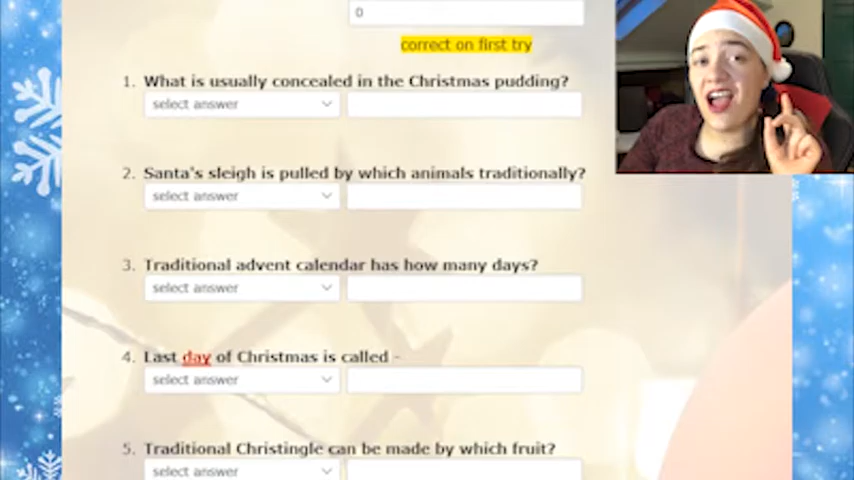 0
correct on first try
1. What is usually concealed in the Christmas pudding?
select answer
2. Santa's sleigh is pulled by which animals traditionally?
select answer
3. Traditional advent calendar has how many days?
select answer
4. Last day of Christmas is called -
select answer
5. Traditional Christingle can be made by which fruit?
select answer